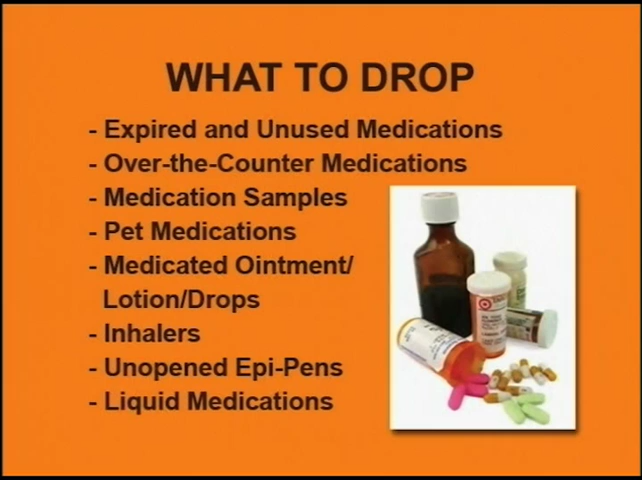 WHAT TO DROP
- Expired and Unused Medications
- Over-the-Counter Medications
- Medication Samples
- Pet Medications
- Medicated Ointment/
Lotion/Drops
- Inhalers
- Unopened Epi-Pens
- Liquid Medications